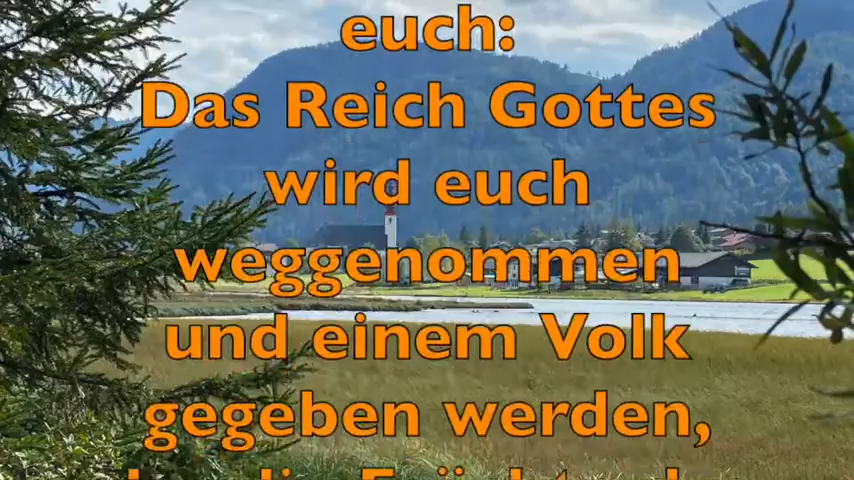 euch:
Das Reich Gottes
wird euch
weggenommen
und einem Volk
gegeben werden,